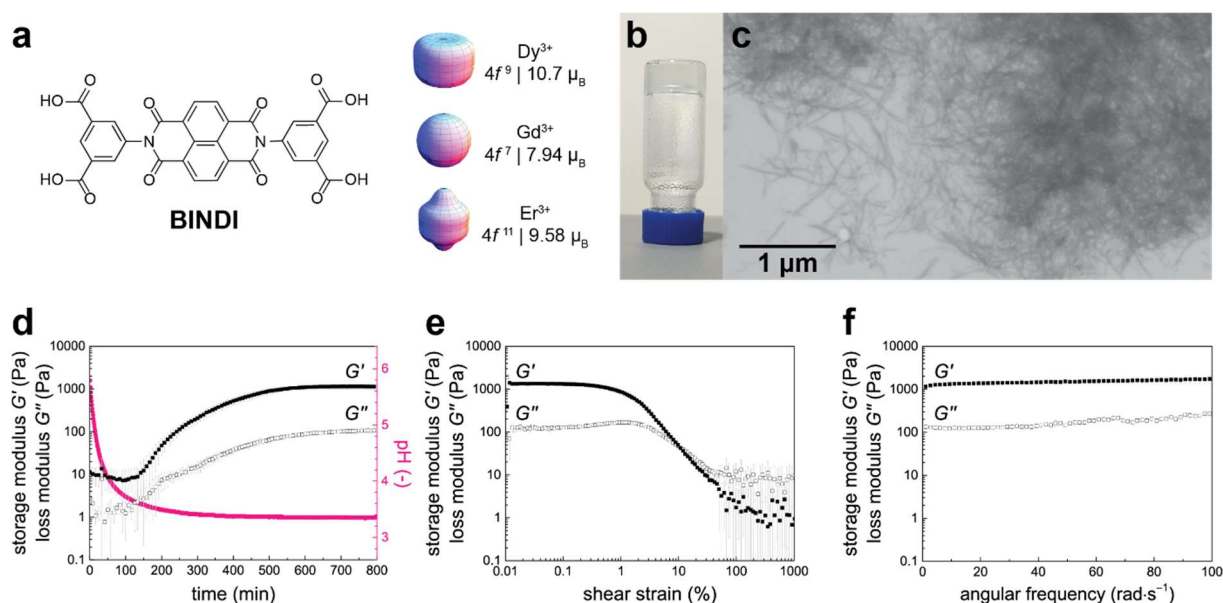 a
O
O
HO
OH
O
O
N
N
O
O
HO
OH
O
O
BINDI
Dy³⁺
4f ⁹ | 10.7 μB
Gd³⁺
4f ⁷ | 7.94 μB
Er³⁺
4f ¹¹ | 9.58 μB
b
c
1 μm
d
storage modulus G′ (Pa)
loss modulus G″ (Pa)
10000
1000
100
10
1
0.1
G′
G″
6
5
4
3
pH (-)
0 100 200 300 400 500 600 700 800
time (min)
e
storage modulus G′ (Pa)
loss modulus G″ (Pa)
10000
1000
100
10
1
0.1
G′
G″
0.01 0.1 1 10 100 1000
shear strain (%)
f
storage modulus G′ (Pa)
loss modulus G″ (Pa)
10000
1000
100
10
1
0.1
G′
G″
0 20 40 60 80 100
angular frequency (rad·s⁻¹)